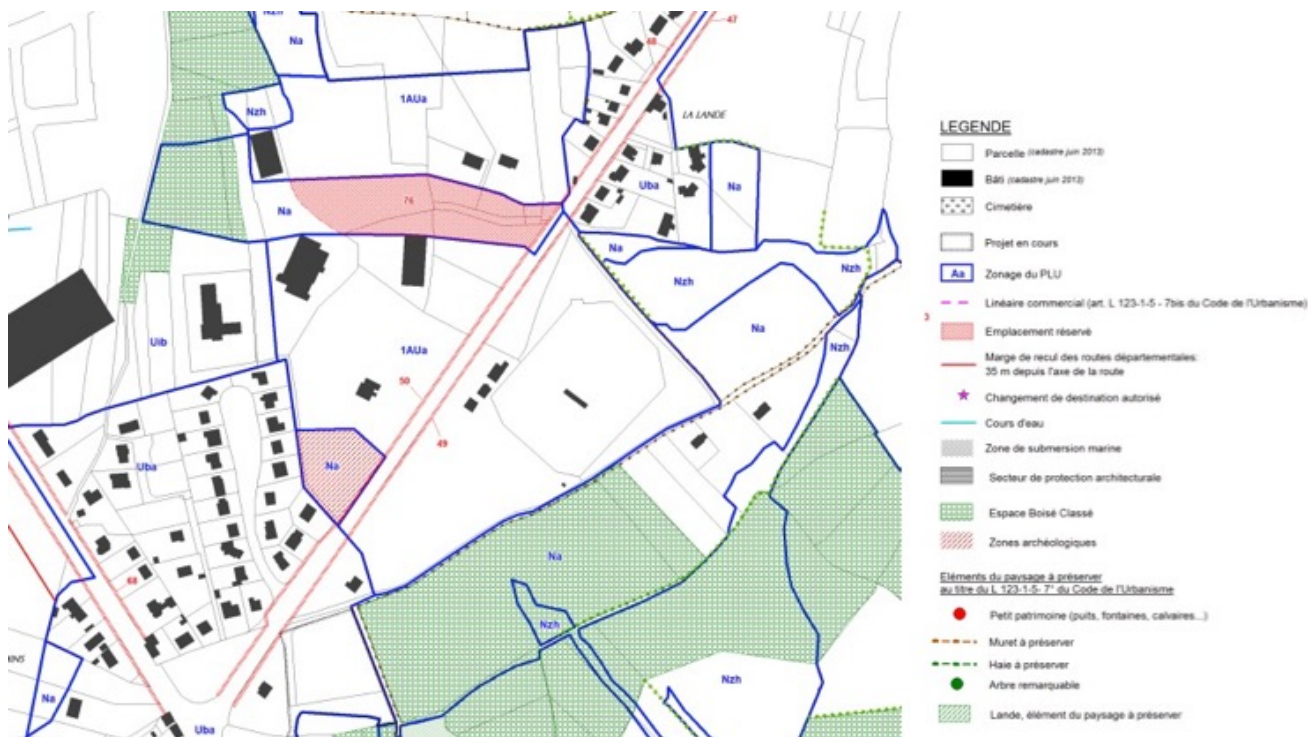 Nzh
Na
47
48
1AUa
Nzh
LA LANDE
Uba
Na
76
Na
Na
Nzh
Nzh
Na
Nzh
Uib
1AUa
50
49
Uba
Na
Na
68
Nzh
Nzh
Na
Uba
LEGENDE
Parcelle (cadastre juin 2013)
Bâti (cadastre juin 2013)
Cimetière
Projet en cours
Aa Zonage du PLU
Linéaire commercial (art. L 123-1-5 - 7bis du Code de l'Urbanisme)
Emplacement réservé
Marge de recul des routes départementales:
35 m depuis l'axe de la route
Changement de destination autorisé
Cours d'eau
Zone de submersion marine
Secteur de protection architecturale
Espace Boisé Classé
Zones archéologiques
Eléments du paysage à préserver
au titre du L 123-1-5- 7° du Code de l'Urbanisme
Petit patrimoine (puits, fontaines, calvaires...)
Muret à préserver
Haie à préserver
Arbre remarquable
Lande, élément du paysage à préserver